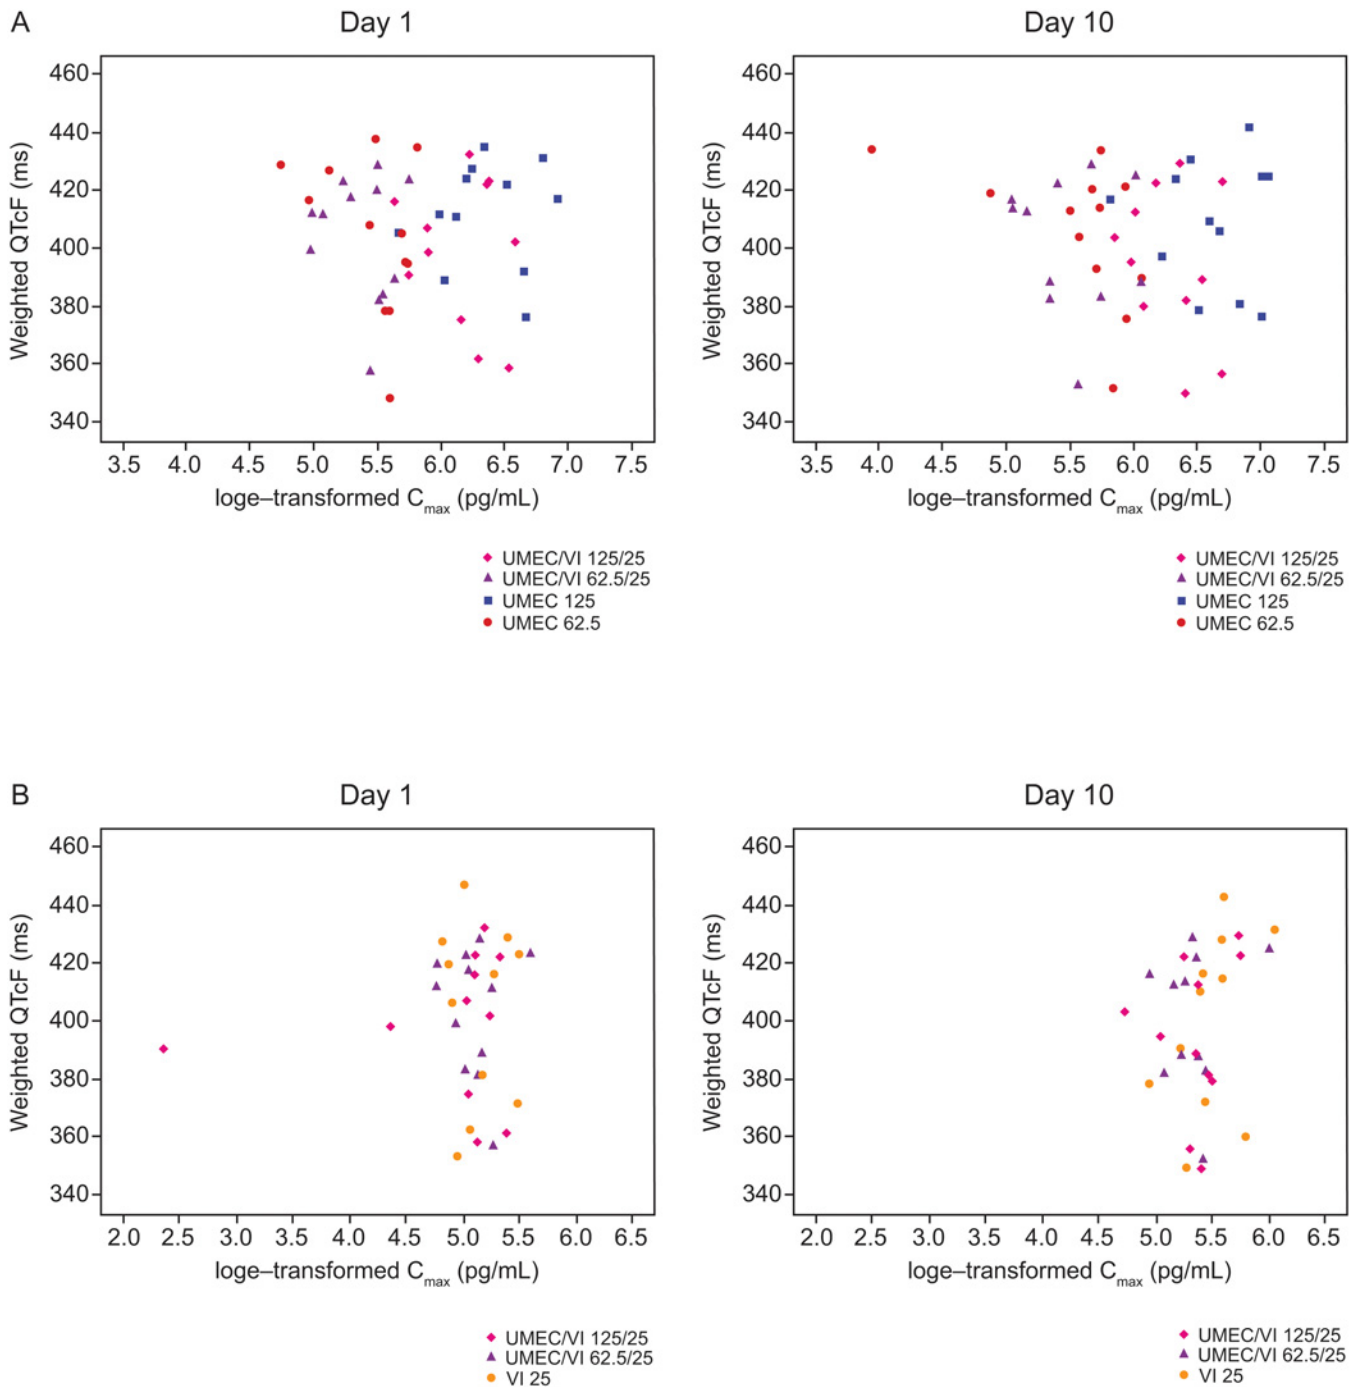 A
Day 1
Day 10
Weighted QTcF (ms)
460
440
420
400
380
360
340
3.5 4.0 4.5 5.0 5.5 6.0 6.5 7.0 7.5
loge–transformed Cmax (pg/mL)
UMEC/VI 125/25
UMEC/VI 62.5/25
UMEC 125
UMEC 62.5
Weighted QTcF (ms)
460
440
420
400
380
360
340
3.5 4.0 4.5 5.0 5.5 6.0 6.5 7.0 7.5
loge–transformed Cmax (pg/mL)
UMEC/VI 125/25
UMEC/VI 62.5/25
UMEC 125
UMEC 62.5
B
Day 1
Day 10
Weighted QTcF (ms)
460
440
420
400
380
360
340
2.0 2.5 3.0 3.5 4.0 4.5 5.0 5.5 6.0 6.5
loge–transformed Cmax (pg/mL)
UMEC/VI 125/25
UMEC/VI 62.5/25
VI 25
Weighted QTcF (ms)
460
440
420
400
380
360
340
2.0 2.5 3.0 3.5 4.0 4.5 5.0 5.5 6.0 6.5
loge–transformed Cmax (pg/mL)
UMEC/VI 125/25
UMEC/VI 62.5/25
VI 25